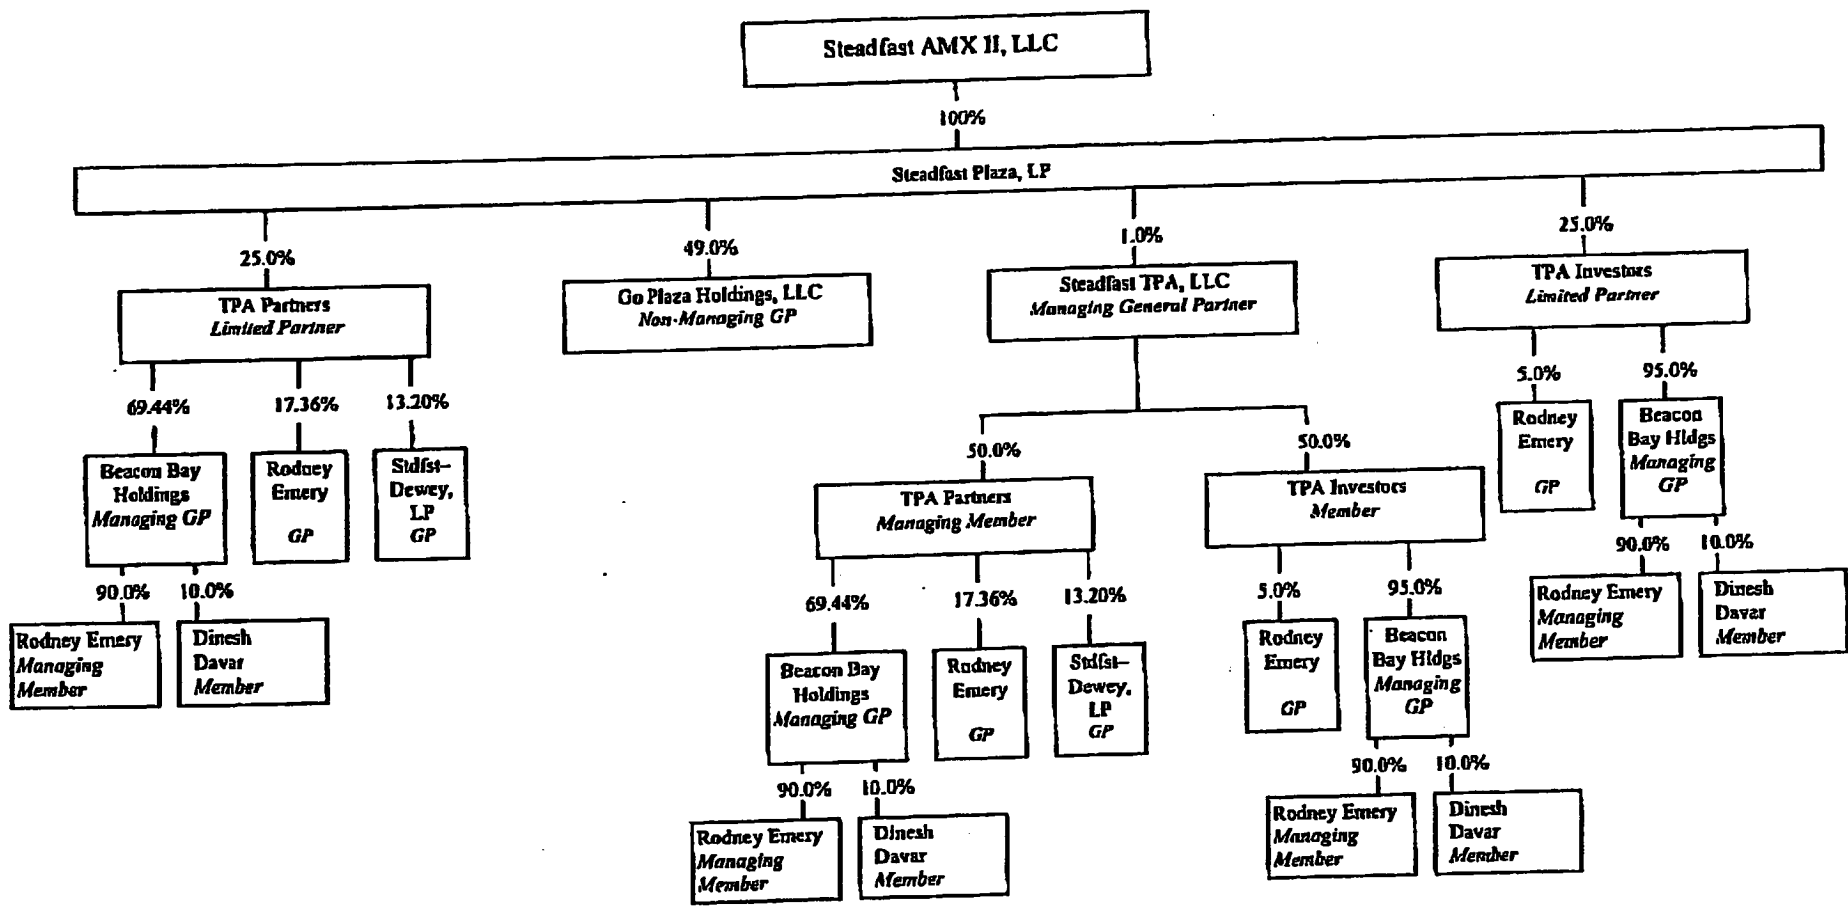 Steadfast AMX II, LLC
100%
Steadfast Plaza, LP
25.0%
49.0%
1.0%
25.0%
TPA Partners
Limited Partner
Go Plaza Holdings, LLC
Non-Managing GP
Steadfast TPA, LLC
Managing General Partner
TPA Investors
Limited Partner
69.44%
17.36%
13.20%
5.0%
95.0%
Beacon Bay
Holdings
Managing GP
Rodney
Emery
GP
Stdfst–
Dewey,
LP
GP
Rodney
Emery
GP
Beacon
Bay Hldgs
Managing
GP
90.0%
10.0%
Rodney Emery
Managing
Member
Dinesh
Davar
Member
90.0%
10.0%
Rodney Emery
Managing
Member
Dinesh
Davar
Member
50.0%
50.0%
TPA Partners
Managing Member
TPA Investors
Member
69.44%
17.36%
13.20%
5.0%
95.0%
Beacon Bay
Holdings
Managing GP
Rodney
Emery
GP
Stdfst–
Dewey,
LP
GP
Rodney
Emery
GP
Beacon
Bay Hldgs
Managing
GP
90.0%
10.0%
Rodney Emery
Managing
Member
Dinesh
Davar
Member
90.0%
10.0%
Rodney Emery
Managing
Member
Dinesh
Davar
Member